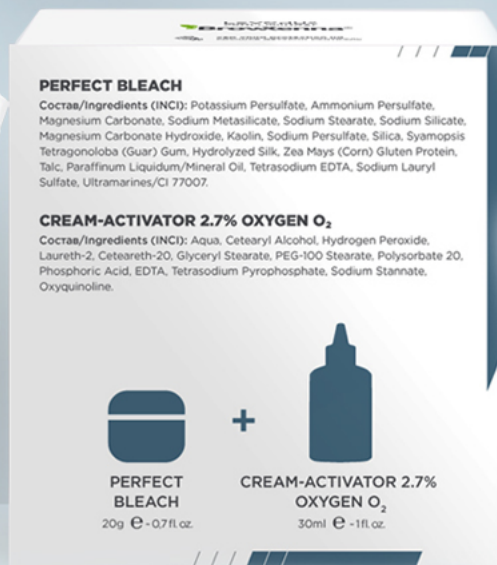 Browtenna®
PERFECT BLEACH
Состав/Ingredients (INCI): Potassium Persulfate, Ammonium Persulfate,
Magnesium Carbonate, Sodium Metasilicate, Sodium Stearate, Sodium Silicate,
Magnesium Carbonate Hydroxide, Kaolin, Sodium Persulfate, Silica, Syamopsis
Tetragonoloba (Guar) Gum, Hydrolyzed Silk, Zea Mays (Corn) Gluten Protein,
Talc, Paraffinum Liquidum/Mineral Oil, Tetrasodium EDTA, Sodium Lauryl
Sulfate, Ultramarines/CI 77007.
CREAM-ACTIVATOR 2.7% OXYGEN O₂
Состав/Ingredients (INCI): Aqua, Cetearyl Alcohol, Hydrogen Peroxide,
Laureth-2, Ceteareth-20, Glyceryl Stearate, PEG-100 Stearate, Polysorbate 20,
Phosphoric Acid, EDTA, Tetrasodium Pyrophosphate, Sodium Stannate,
Oxyquinoline.
+
PERFECT
BLEACH
20g ℮ ~0,7 fl. oz.
CREAM-ACTIVATOR 2.7%
OXYGEN O₂
30ml ℮ ~1 fl. oz.